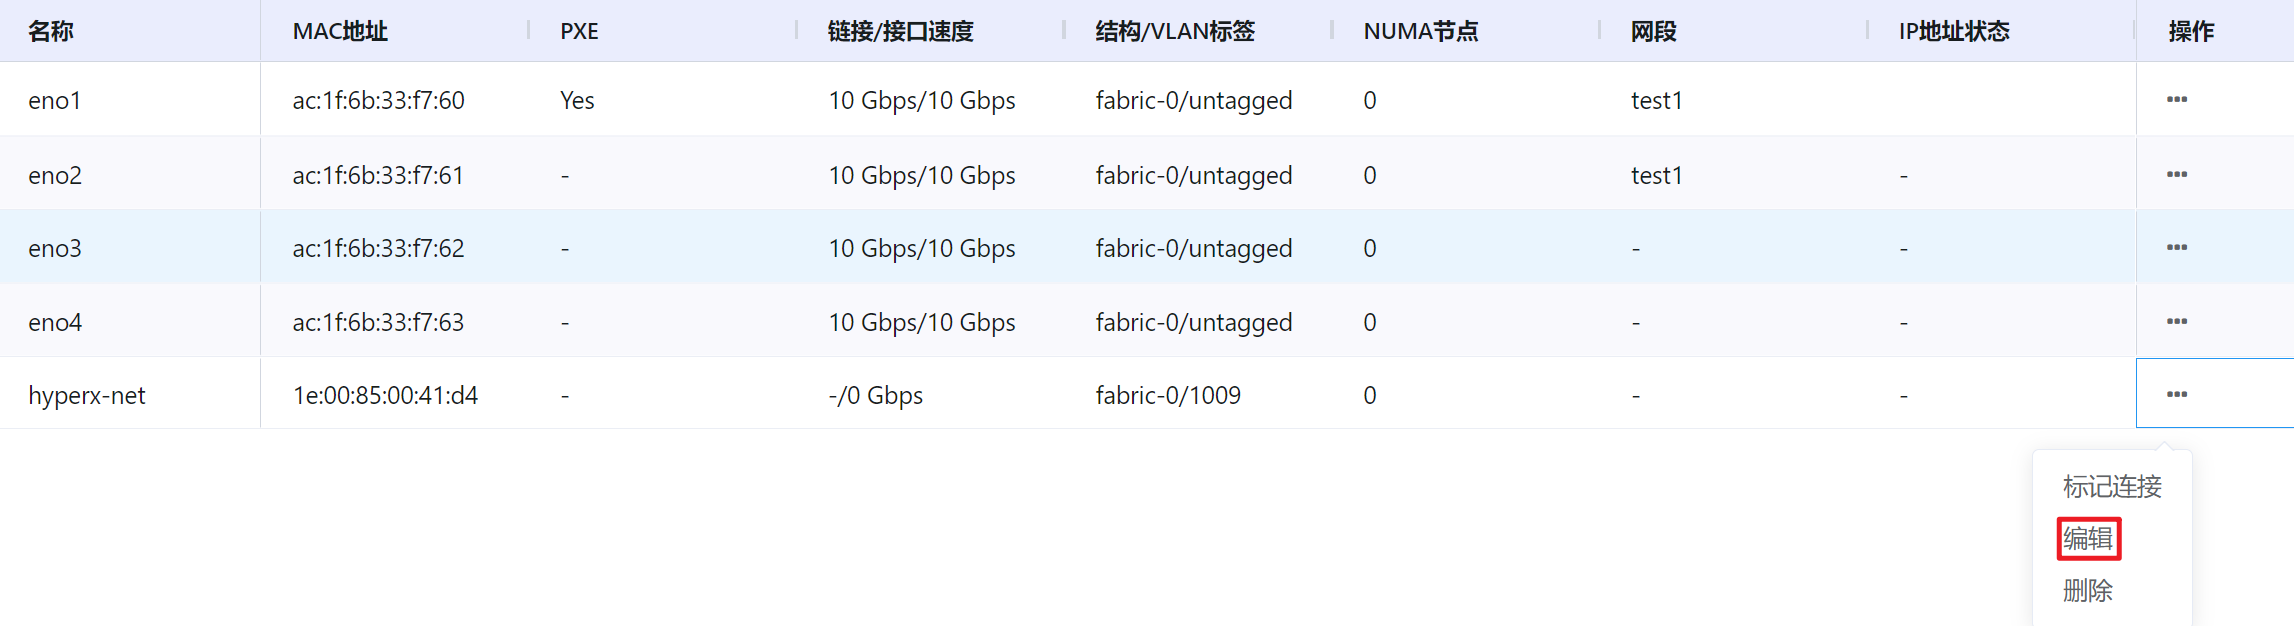 名称 MAC地址 PXE 链接/接口速度 结构/VLAN标签 NUMA节点 网段 IP地址状态 操作
eno1 ac:1f:6b:33:f7:60 Yes 10 Gbps/10 Gbps fabric-0/untagged 0 test1 •••
eno2 ac:1f:6b:33:f7:61 - 10 Gbps/10 Gbps fabric-0/untagged 0 test1 - •••
eno3 ac:1f:6b:33:f7:62 - 10 Gbps/10 Gbps fabric-0/untagged 0 - - •••
eno4 ac:1f:6b:33:f7:63 - 10 Gbps/10 Gbps fabric-0/untagged 0 - - •••
hyperx-net 1e:00:85:00:41:d4 - -/0 Gbps fabric-0/1009 0 - - •••
标记连接
编辑
删除